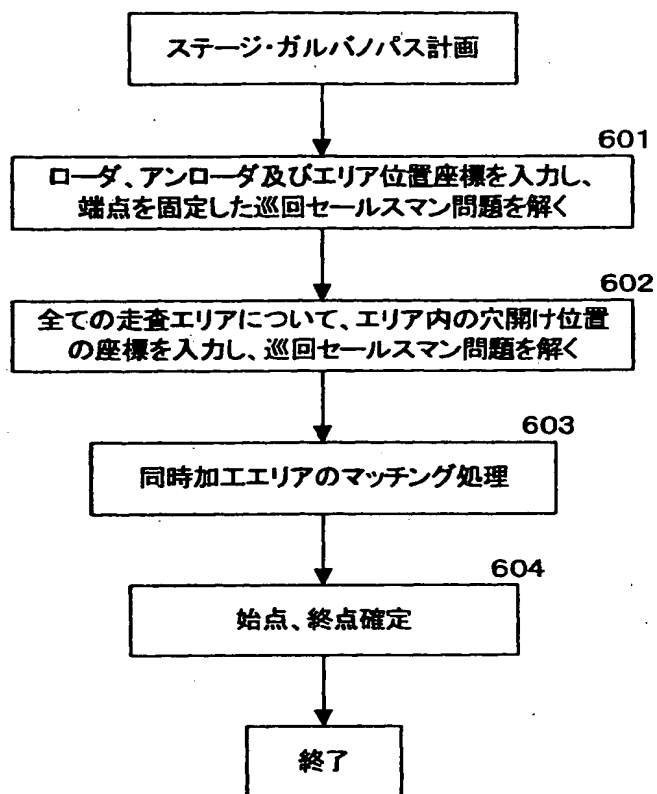 ステージ・ガルバノパス計画
601
ローダ、アンローダ及びエリア位置座標を入力し、
端点を固定した巡回セールスマン問題を解く
602
全ての走査エリアについて、エリア内の穴開け位置
の座標を入力し、巡回セールスマン問題を解く
603
同時加工エリアのマッチング処理
604
始点、終点確定
終了